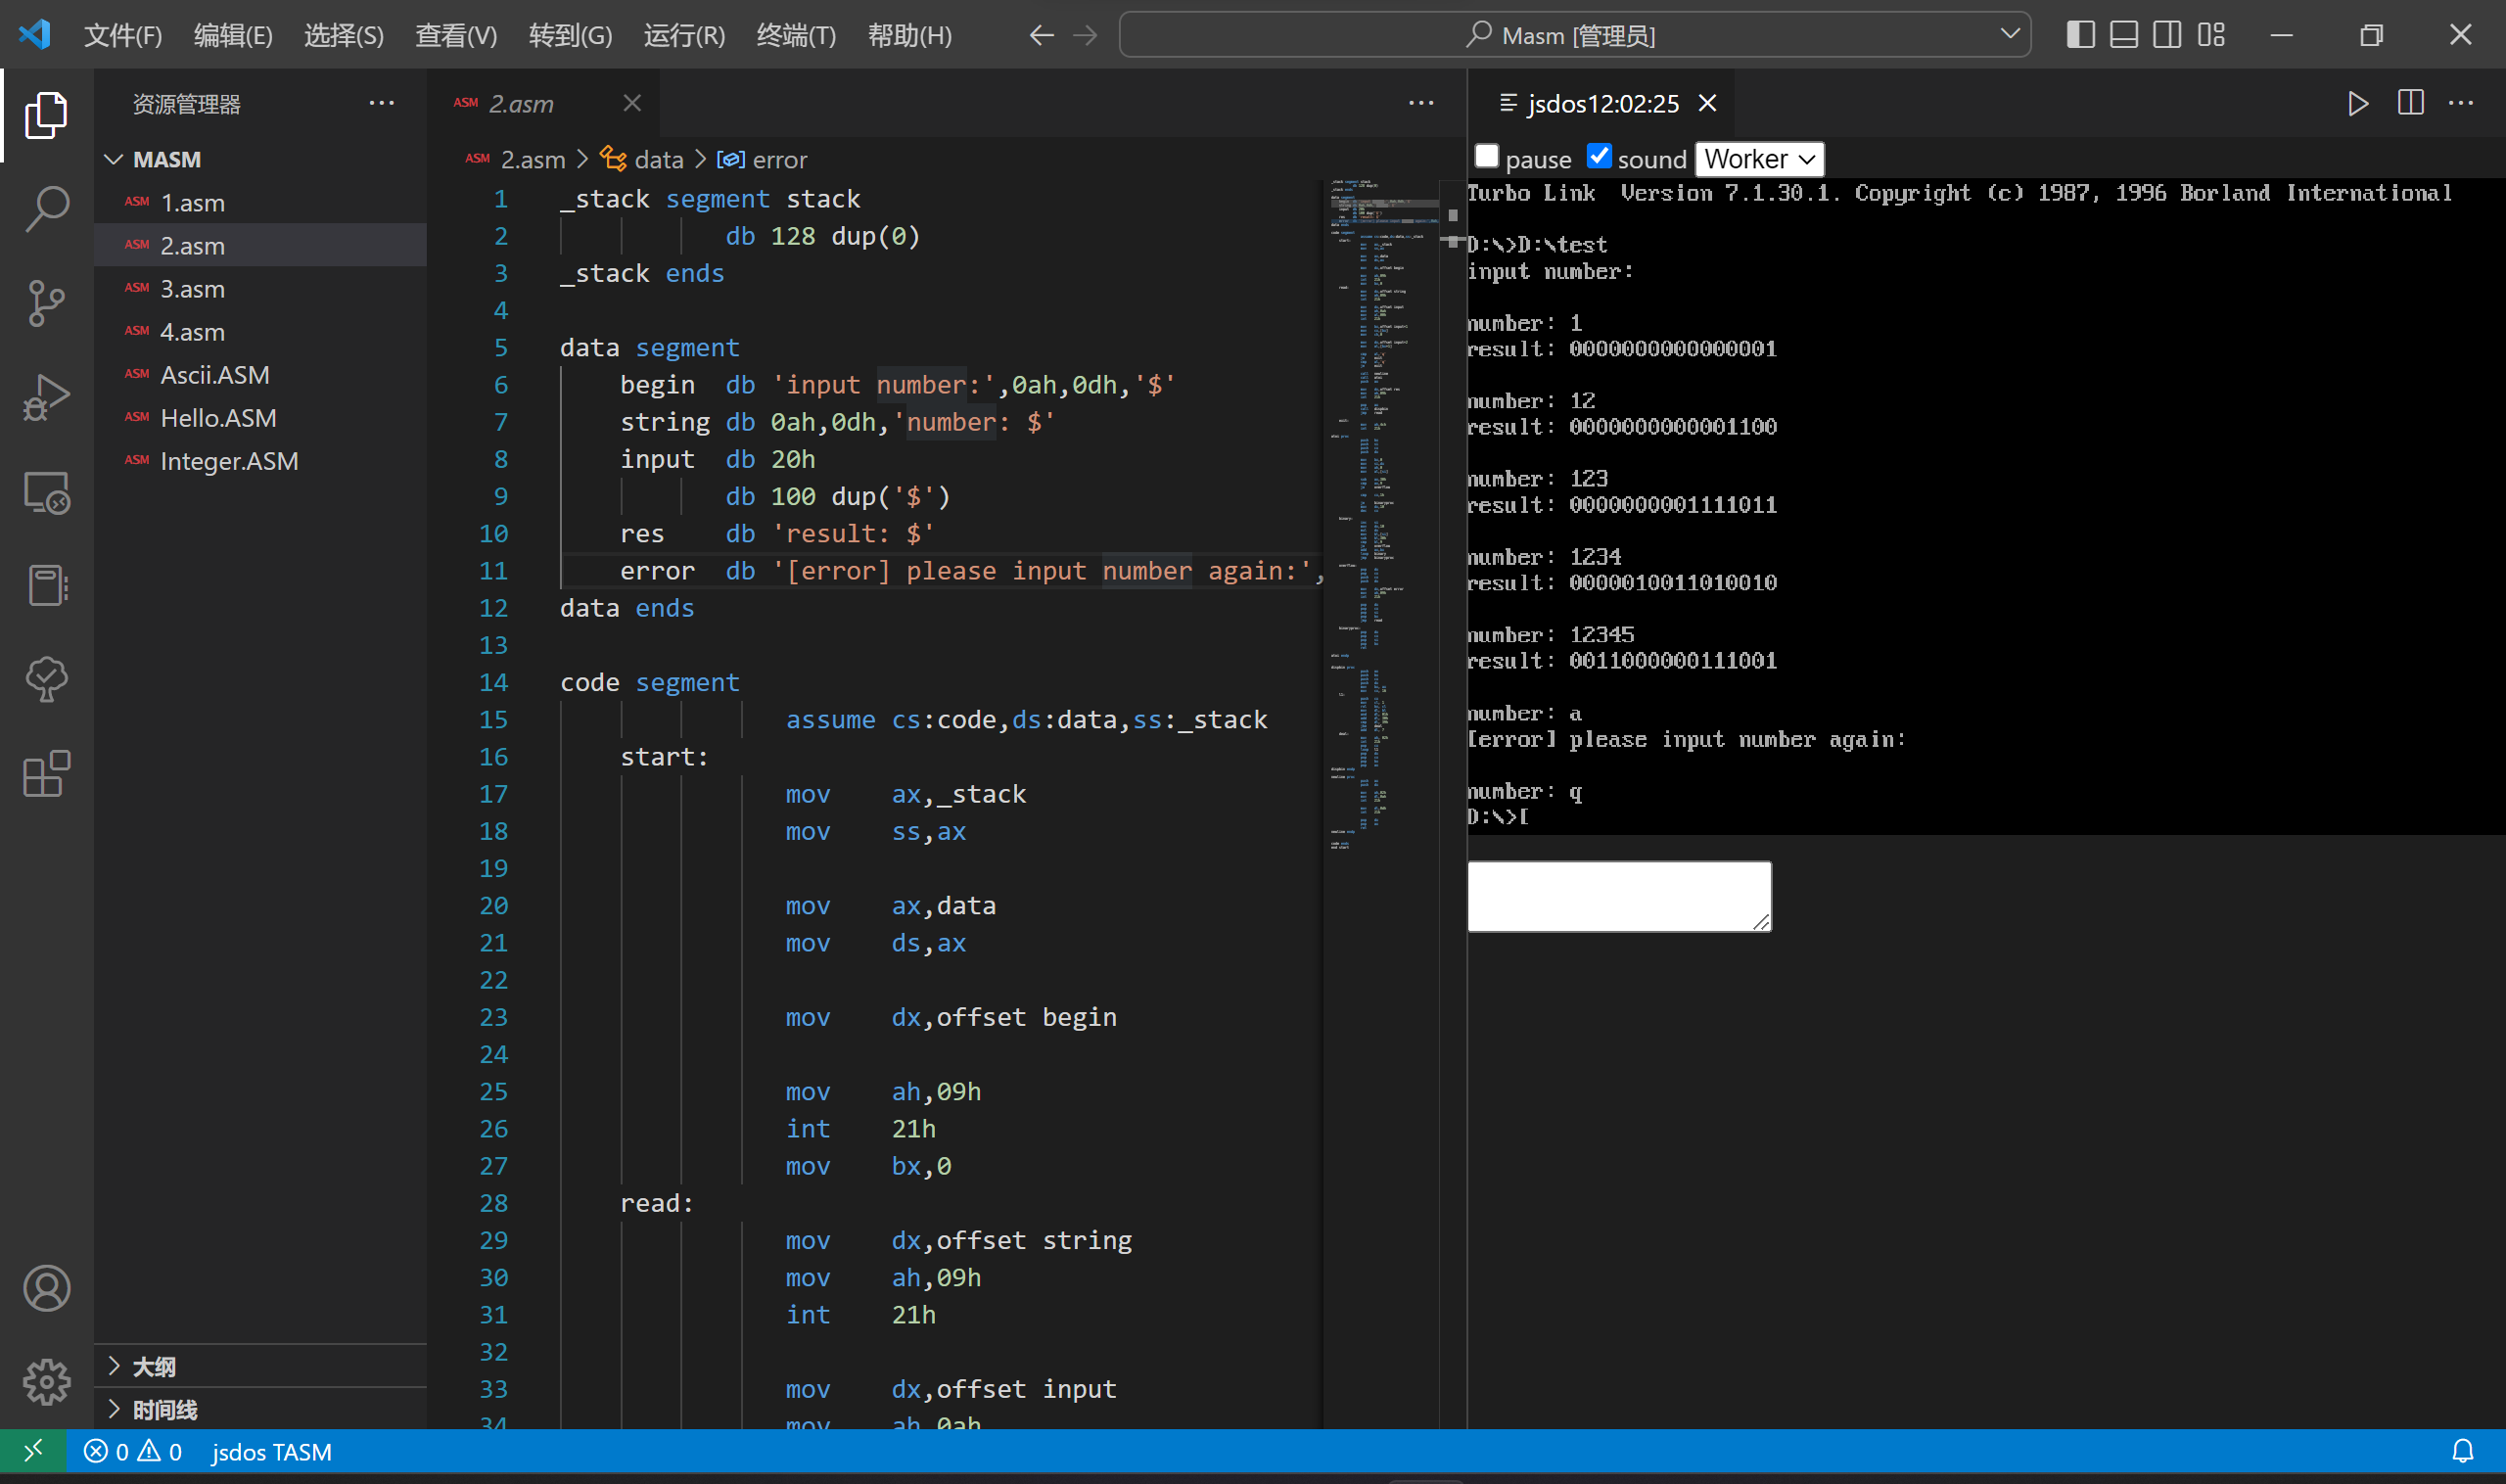 文件(F) 编辑(E) 选择(S) 查看(V) 转到(G) 运行(R) 终端(T) 帮助(H) Masm [管理员]
资源管理器
MASM
ASM 1.asm
ASM 2.asm
ASM 3.asm
ASM 4.asm
ASM Ascii.ASM
ASM Hello.ASM
ASM Integer.ASM
大纲
时间线
ASM 2.asm
ASM 2.asm > data > error
1 _stack segment stack
2 db 128 dup(0)
3 _stack ends
4
5 data segment
6 begin db 'input number:',0ah,0dh,'$'
7 string db 0ah,0dh,'number: $'
8 input db 20h
9 db 100 dup('$')
10 res db 'result: $'
11 error db '[error] please input number again:',
12 data ends
13
14 code segment
15 assume cs:code,ds:data,ss:_stack
16 start:
17 mov ax,_stack
18 mov ss,ax
19
20 mov ax,data
21 mov ds,ax
22
23 mov dx,offset begin
24
25 mov ah,09h
26 int 21h
27 mov bx,0
28 read:
29 mov dx,offset string
30 mov ah,09h
31 int 21h
32
33 mov dx,offset input
34 mov ah,0ah
jsdos12:02:25
pause sound Worker
Turbo Link Version 7.1.30.1. Copyright (c) 1987, 1996 Borland International
D:\>D:\test
input number:
number: 1
result: 0000000000000001
number: 12
result: 0000000000001100
number: 123
result: 0000000001111011
number: 1234
result: 0000010011010010
number: 12345
result: 0011000000111001
number: a
[error] please input number again:
number: q
D:\>[
0 0 jsdos TASM